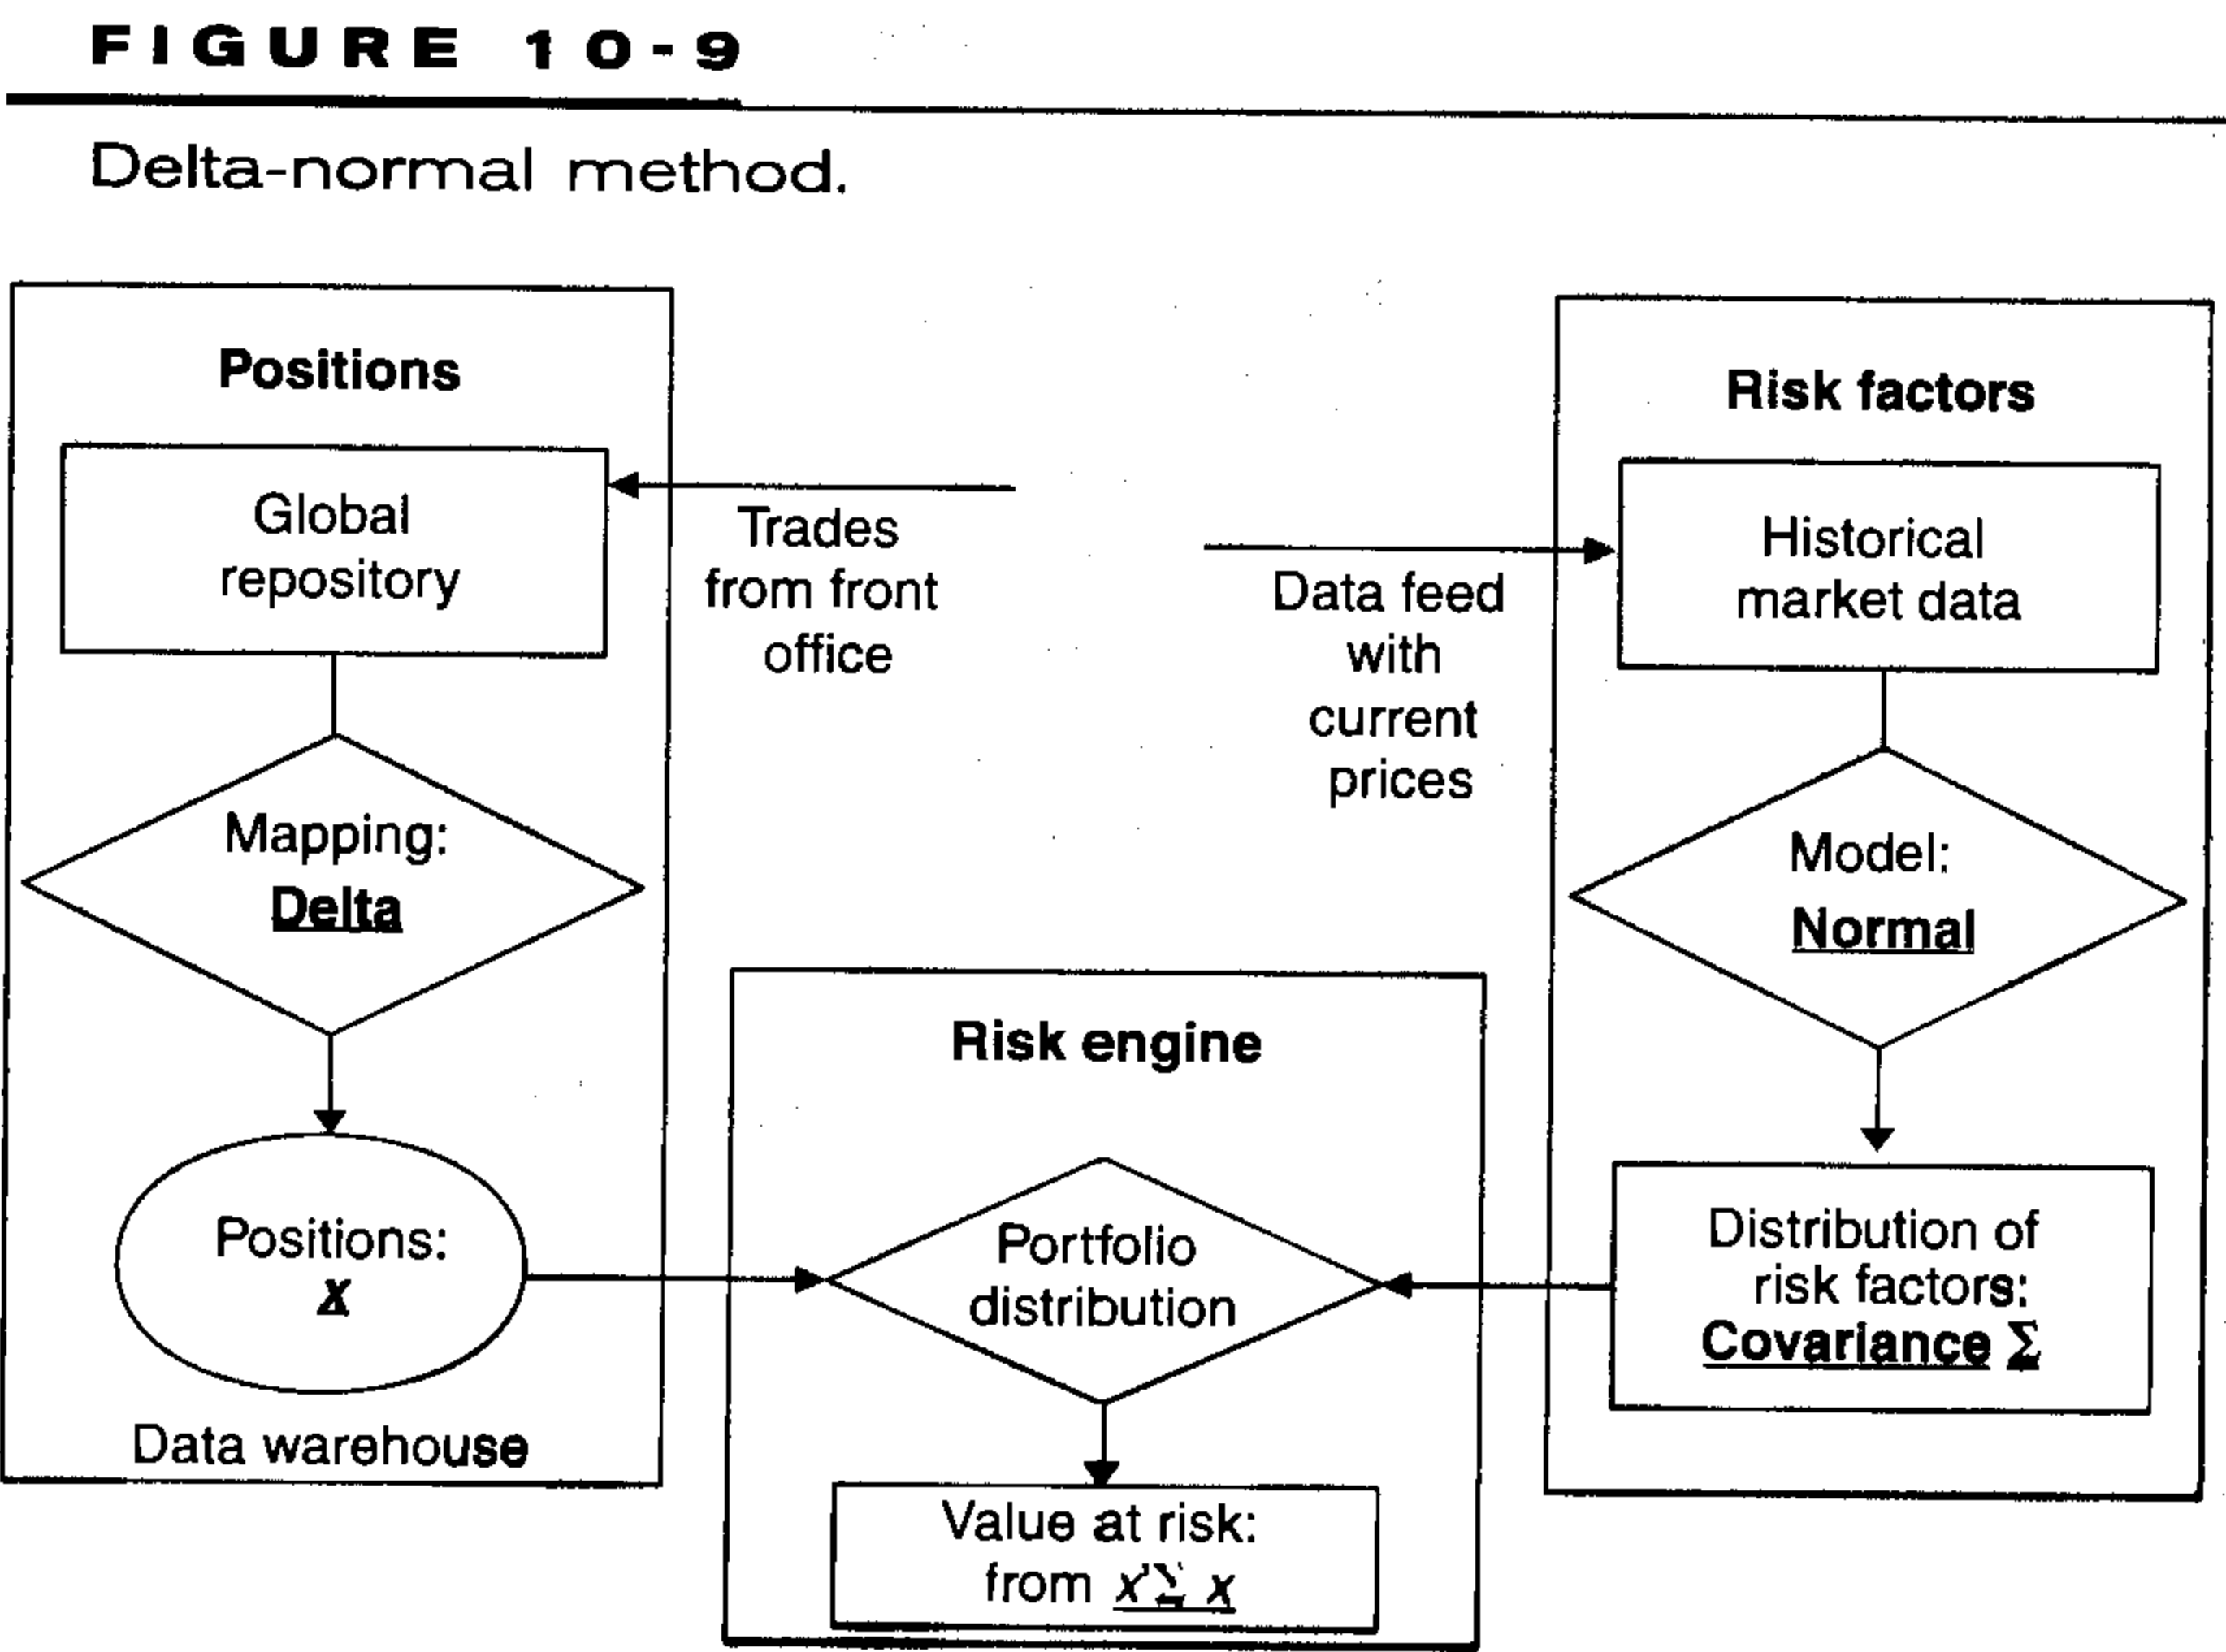 FIGURE 10-9
Delta-normal method.
Positions
Global
repository
Mapping:
Delta
Positions:
x
Data warehouse
Trades
from front
office
Data feed
with
current
prices
Risk engine
Portfolio
distribution
Value at risk:
from x'Σ x
Risk factors
Historical
market data
Model:
Normal
Distribution of
risk factors:
Covariance Σ